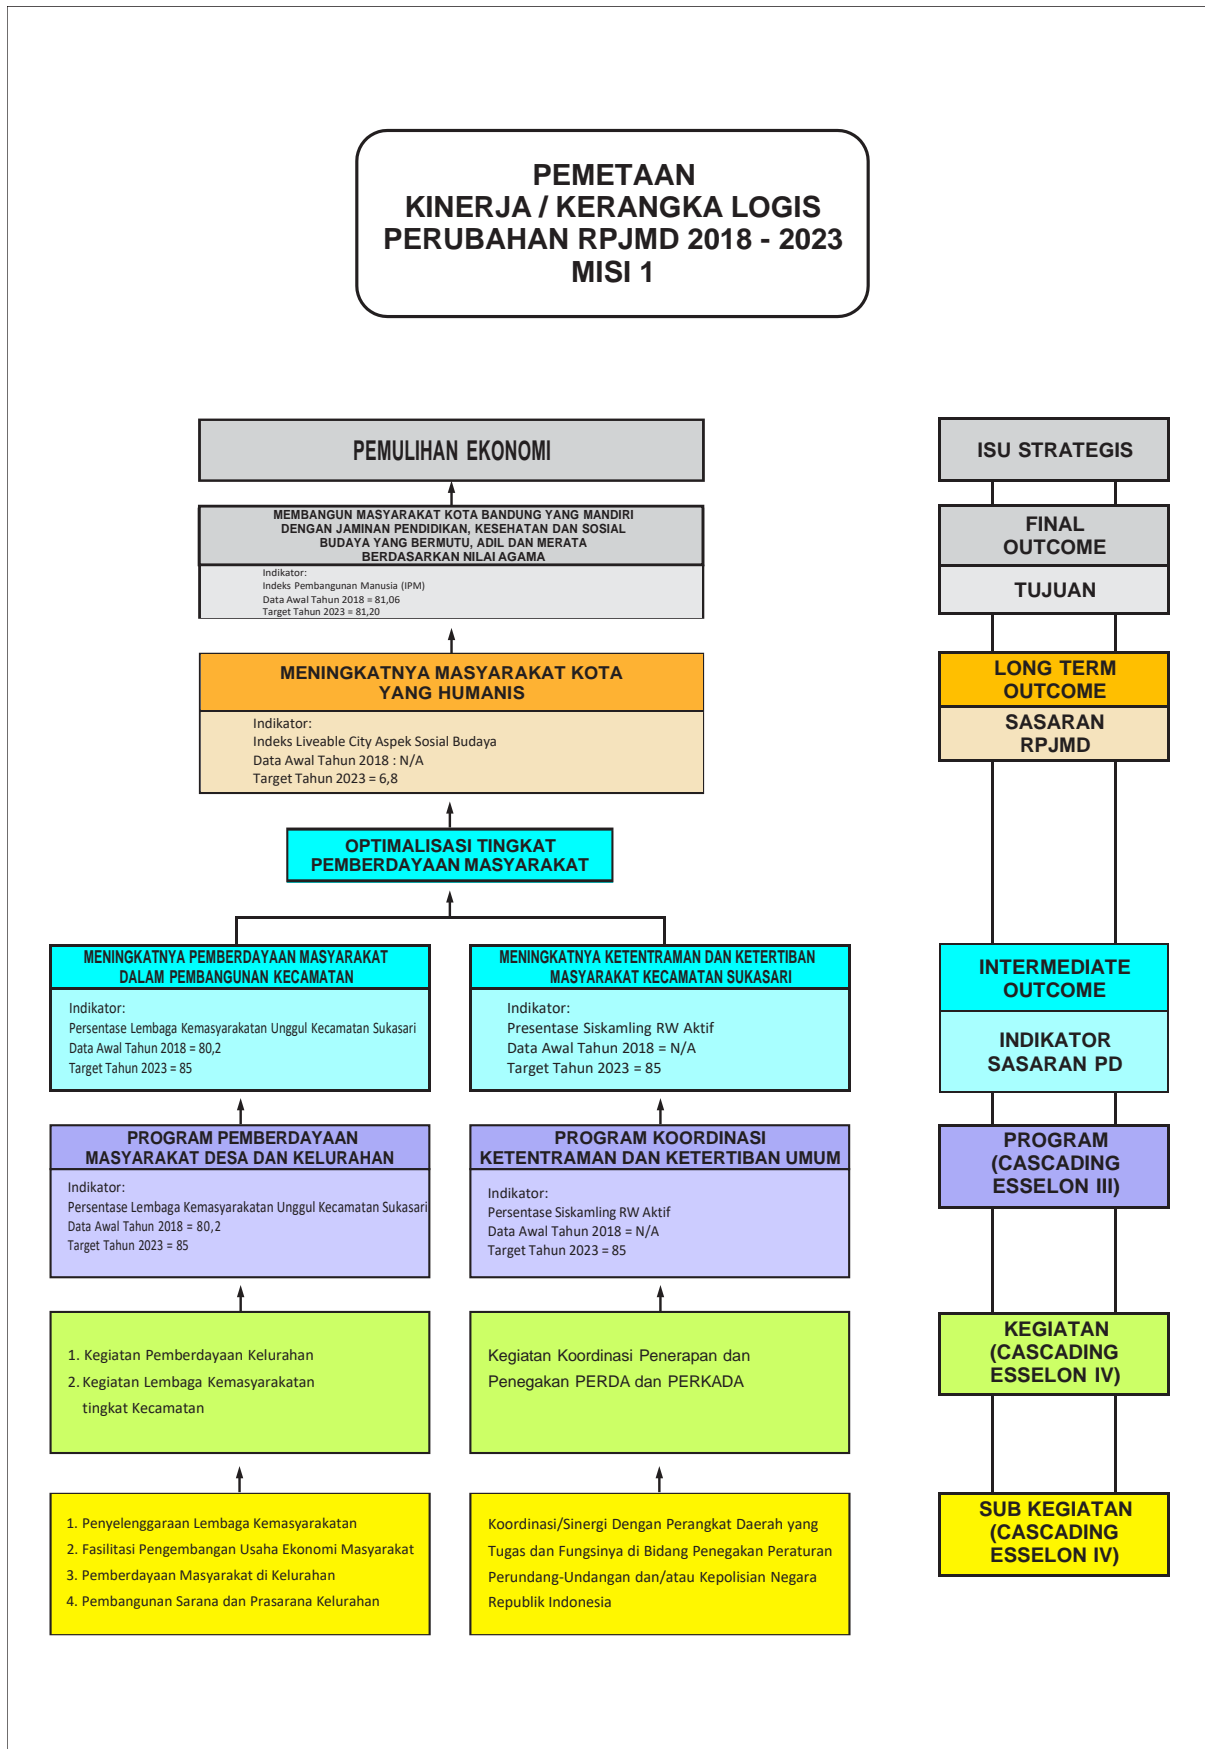 PEMETAAN
KINERJA / KERANGKA LOGIS
PERUBAHAN RPJMD 2018 - 2023
MISI 1
PEMULIHAN EKONOMI
MEMBANGUN MASYARAKAT KOTA BANDUNG YANG MANDIRI
DENGAN JAMINAN PENDIDIKAN, KESEHATAN DAN SOSIAL
BUDAYA YANG BERMUTU, ADIL DAN MERATA
BERDASARKAN NILAI AGAMA
Indikator:
Indeks Pembangunan Manusia (IPM)
Data Awal Tahun 2018 = 81,06
Target Tahun 2023 = 81,20
MENINGKATNYA MASYARAKAT KOTA
YANG HUMANIS
Indikator:
Indeks Liveable City Aspek Sosial Budaya
Data Awal Tahun 2018 : N/A
Target Tahun 2023 = 6,8
OPTIMALISASI TINGKAT
PEMBERDAYAAN MASYARAKAT
MENINGKATNYA PEMBERDAYAAN MASYARAKAT
DALAM PEMBANGUNAN KECAMATAN
Indikator:
Persentase Lembaga Kemasyarakatan Unggul Kecamatan Sukasari
Data Awal Tahun 2018 = 80,2
Target Tahun 2023 = 85
MENINGKATNYA KETENTRAMAN DAN KETERTIBAN
MASYARAKAT KECAMATAN SUKASARI
Indikator:
Presentase Siskamling RW Aktif
Data Awal Tahun 2018 = N/A
Target Tahun 2023 = 85
PROGRAM PEMBERDAYAAN
MASYARAKAT DESA DAN KELURAHAN
Indikator:
Persentase Lembaga Kemasyarakatan Unggul Kecamatan Sukasari
Data Awal Tahun 2018 = 80,2
Target Tahun 2023 = 85
PROGRAM KOORDINASI
KETENTRAMAN DAN KETERTIBAN UMUM
Indikator:
Persentase Siskamling RW Aktif
Data Awal Tahun 2018 = N/A
Target Tahun 2023 = 85
1. Kegiatan Pemberdayaan Kelurahan
2. Kegiatan Lembaga Kemasyarakatan
tingkat Kecamatan
Kegiatan Koordinasi Penerapan dan
Penegakan PERDA dan PERKADA
1. Penyelenggaraan Lembaga Kemasyarakatan
2. Fasilitasi Pengembangan Usaha Ekonomi Masyarakat
3. Pemberdayaan Masyarakat di Kelurahan
4. Pembangunan Sarana dan Prasarana Kelurahan
Koordinasi/Sinergi Dengan Perangkat Daerah yang
Tugas dan Fungsinya di Bidang Penegakan Peraturan
Perundang-Undangan dan/atau Kepolisian Negara
Republik Indonesia
ISU STRATEGIS
FINAL
OUTCOME
TUJUAN
LONG TERM
OUTCOME
SASARAN
RPJMD
INTERMEDIATE
OUTCOME
INDIKATOR
SASARAN PD
PROGRAM
(CASCADING
ESSELON III)
KEGIATAN
(CASCADING
ESSELON IV)
SUB KEGIATAN
(CASCADING
ESSELON IV)